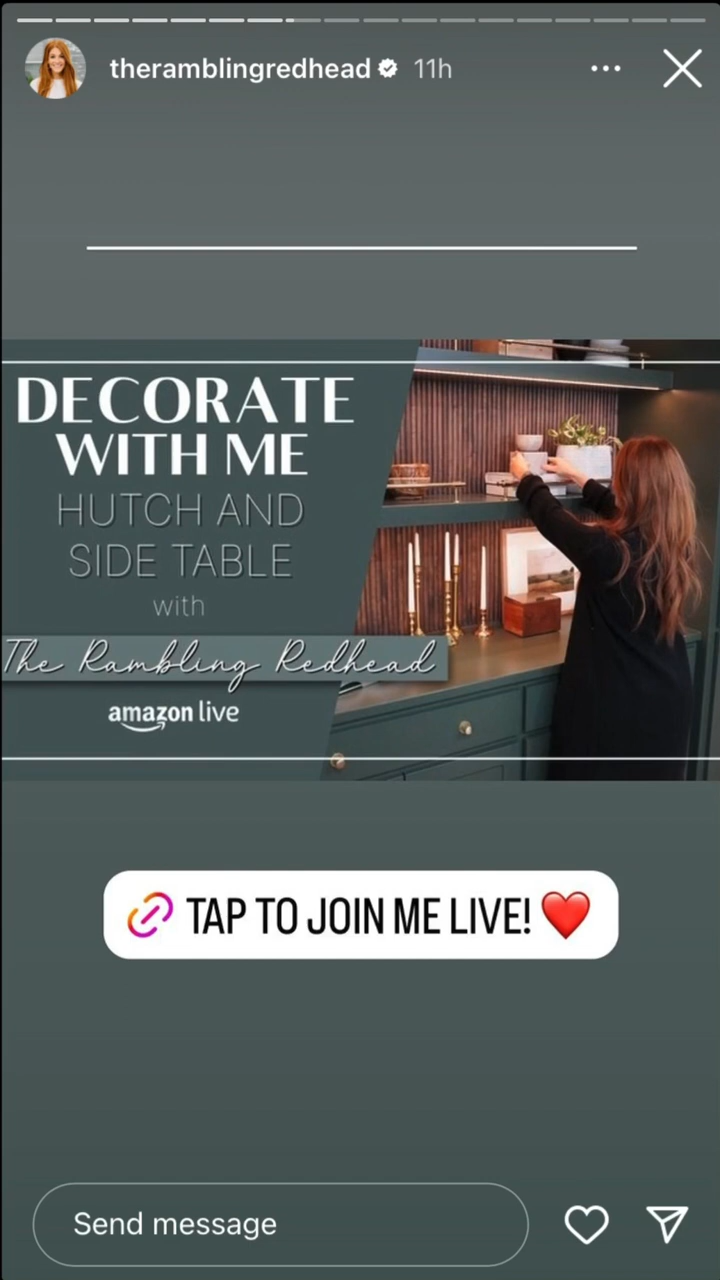 theramblingredhead 11h
DECORATE
WITH ME
HUTCH AND
SIDE TABLE
with
The Rambling Redhead
amazon live
TAP TO JOIN ME LIVE! ❤️
Send message